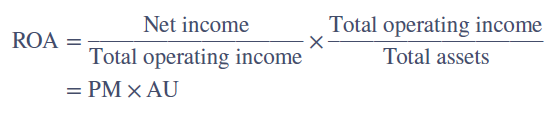 ROA = Net income / Total operating income × Total operating income / Total assets
= PM × AU